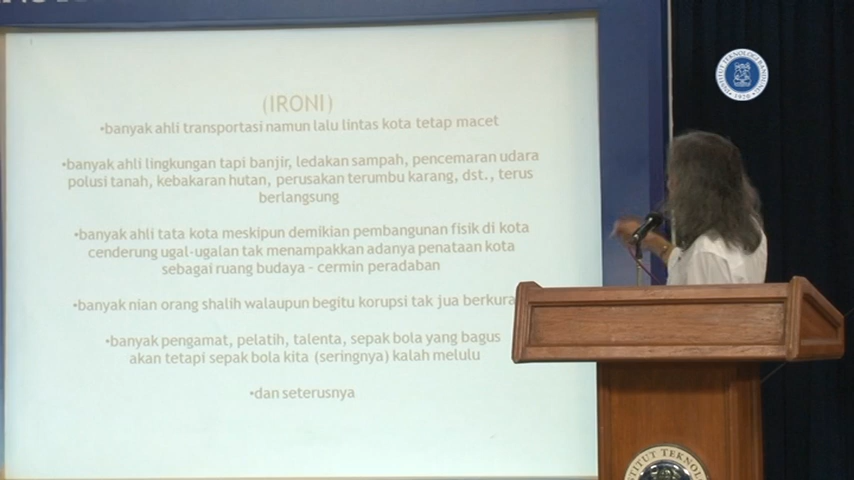 (IRONI)
•banyak ahli transportasi namun lalu lintas kota tetap macet
•banyak ahli lingkungan tapi banjir, ledakan sampah, pencemaran udara
polusi tanah, kebakaran hutan, perusakan terumbu karang, dst., terus
berlangsung
•banyak ahli tata kota meskipun demikian pembangunan fisik di kota
cenderung ugal-ugalan tak menampakkan adanya penataan kota
sebagai ruang budaya - cermin peradaban
•banyak nian orang shalih walaupun begitu korupsi tak jua
•banyak pengamat, pelatih, talenta, sepak bola yang bagus
akan tetapi sepak bola kita (seringnya) kalah melulu
•dan seterusnya
INSTITUT TEKNOLOGI BANDUNG
1920